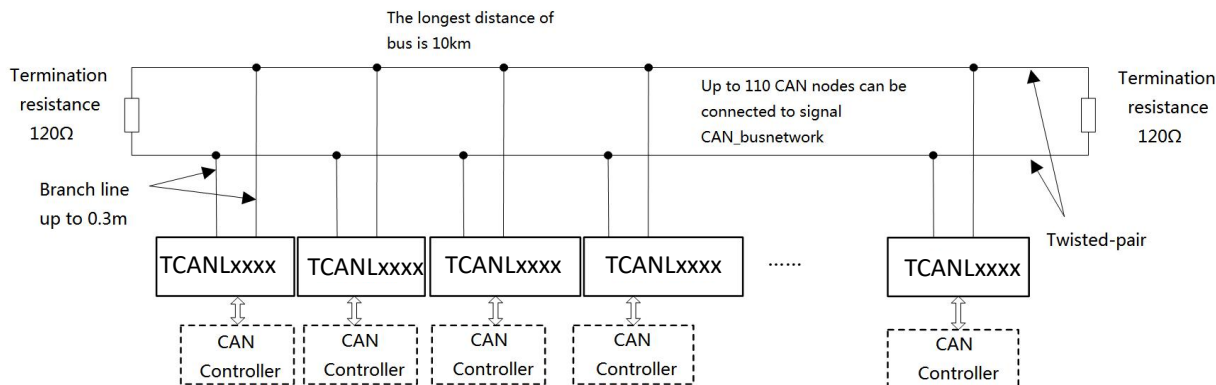 The longest distance of
bus is 10km
Termination
resistance
120Ω
Up to 110 CAN nodes can be
connected to signal
CAN_busnetwork
Termination
resistance
120Ω
Branch line
up to 0.3m
Twisted-pair
TCANLxxxx
TCANLxxxx
TCANLxxxx
TCANLxxxx
......
TCANLxxxx
CAN
Controller
CAN
Controller
CAN
Controller
CAN
Controller
CAN
Controller